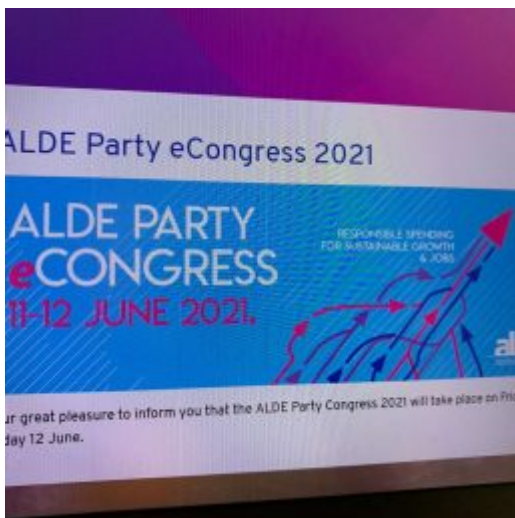 ALDE Party eCongress 2021
ALDE PARTY
eCONGRESS
11-12 JUNE 2021.
RESPONSIBLE SPENDING
FOR SUSTAINABLE GROWTH
& JOBS
al
ur great pleasure to inform you that the ALDE Party Congress 2021 will take place on Frid
day 12 June.